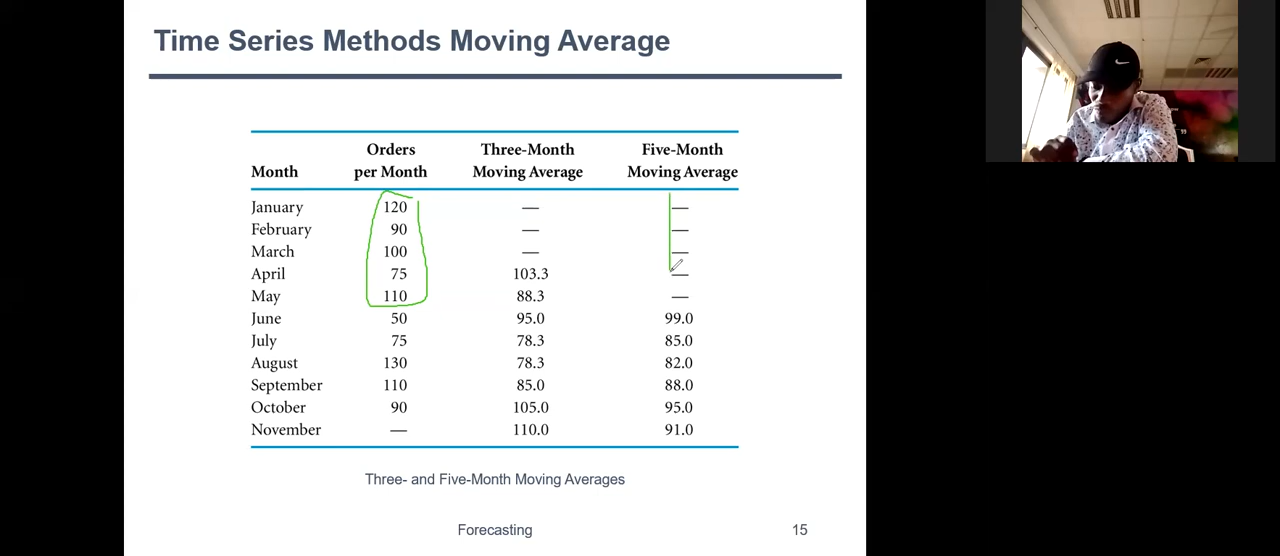 Time Series Methods Moving Average
Orders Three-Month Five-Month
Month per Month Moving Average Moving Average
January 120 — —
February 90 — —
March 100 — —
April 75 103.3 —
May 110 88.3 —
June 50 95.0 99.0
July 75 78.3 85.0
August 130 78.3 82.0
September 110 85.0 88.0
October 90 105.0 95.0
November — 110.0 91.0
Three- and Five-Month Moving Averages
Forecasting 15